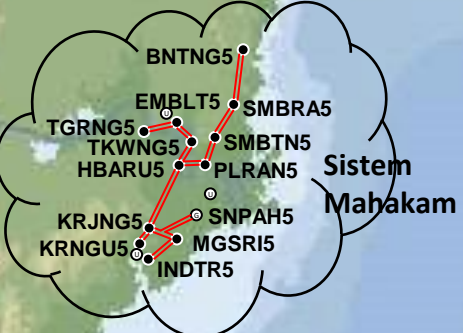 BNTNG5
EMBLT5
SMBRA5
TGRNG5
TKWNG5
SMBTN5
HBARU5
PLRAN5
Sistem
Mahakam
U
U
G
SNPAH5
KRJNG5
KRNGU5
MGSRI5
U
INDTR5